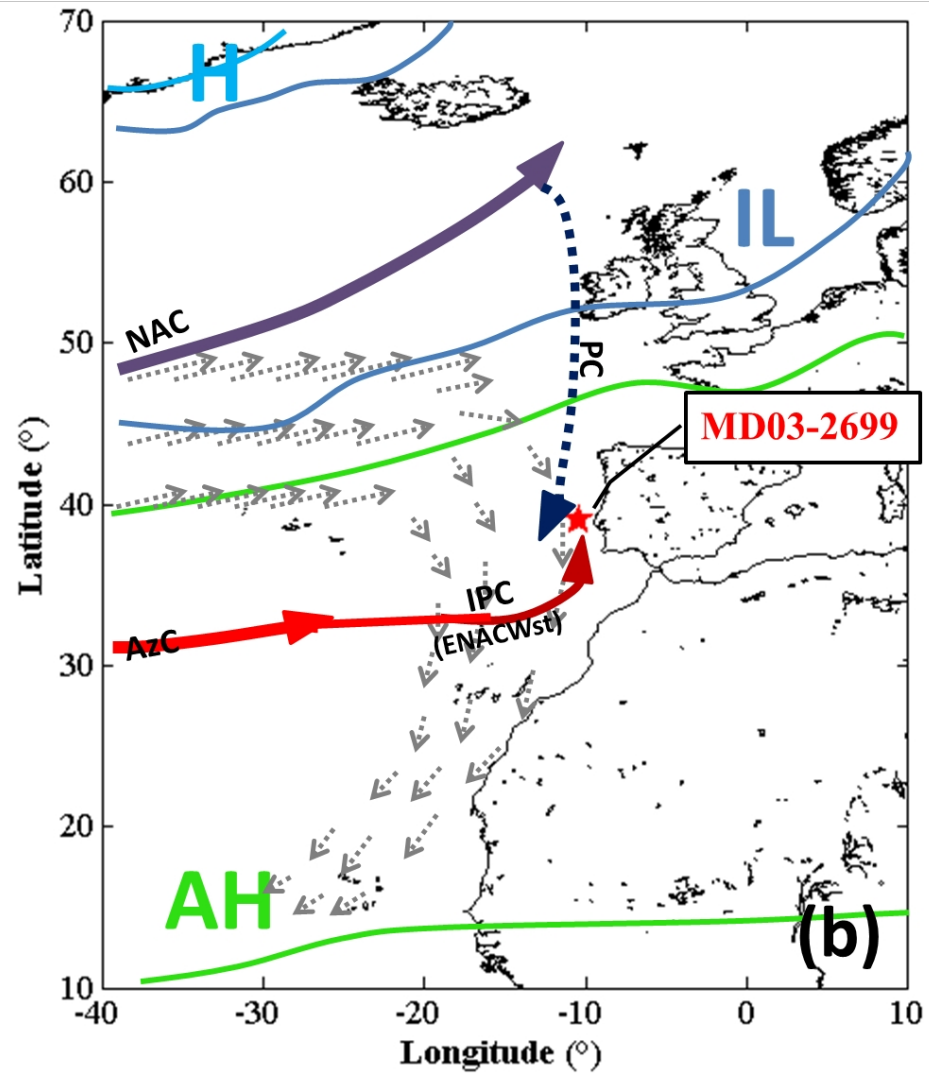 70
H
60
IL
NAC
50
PC
MD03-2699
Latitude (°)
40
IPC
(ENACWst)
AzC
30
20
AH
(b)
10
-40
-30
-20
-10
0
10
Longitude (°)